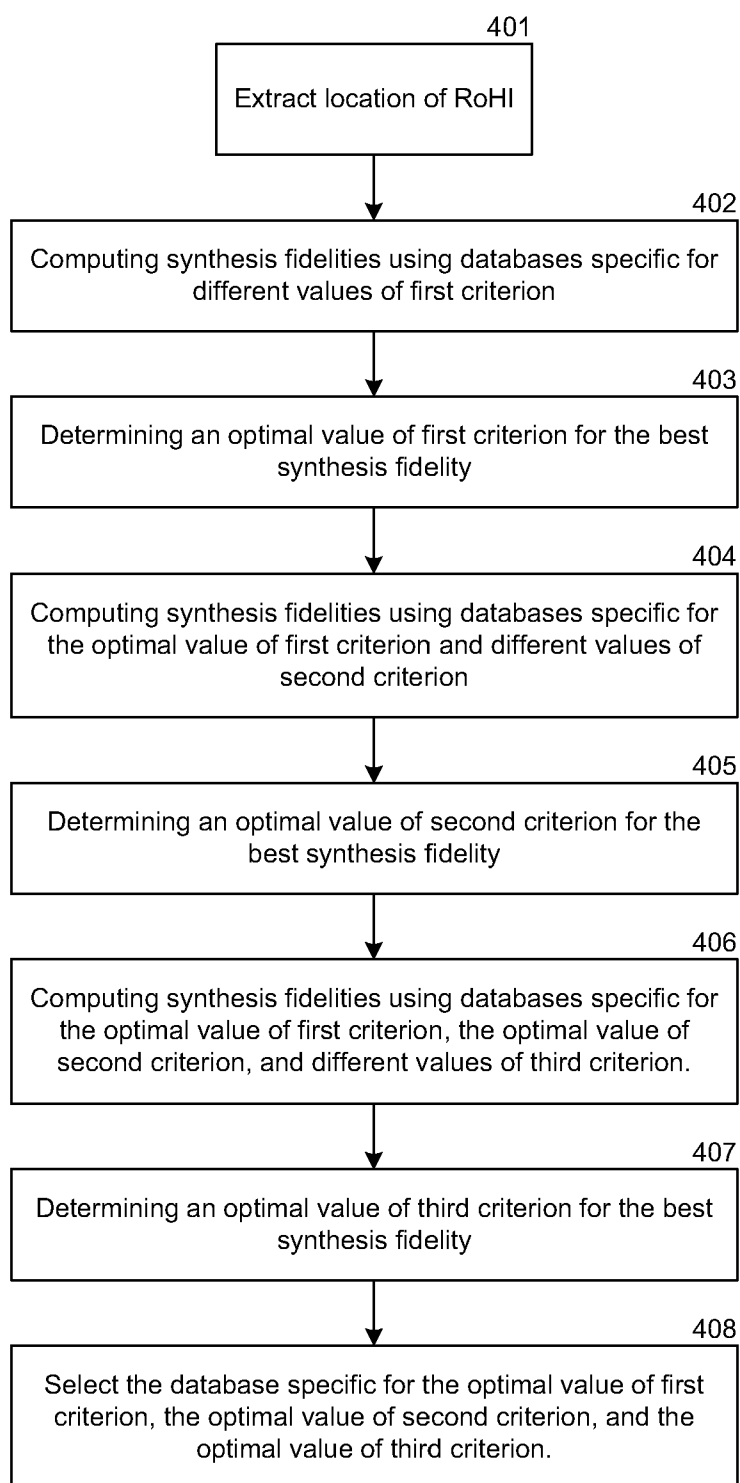 401
Extract location of RoHI
402
Computing synthesis fidelities using databases specific for
different values of first criterion
403
Determining an optimal value of first criterion for the best
synthesis fidelity
404
Computing synthesis fidelities using databases specific for
the optimal value of first criterion and different values of
second criterion
405
Determining an optimal value of second criterion for the
best synthesis fidelity
406
Computing synthesis fidelities using databases specific for
the optimal value of first criterion, the optimal value of
second criterion, and different values of third criterion.
407
Determining an optimal value of third criterion for the best
synthesis fidelity
408
Select the database specific for the optimal value of first
criterion, the optimal value of second criterion, and the
optimal value of third criterion.